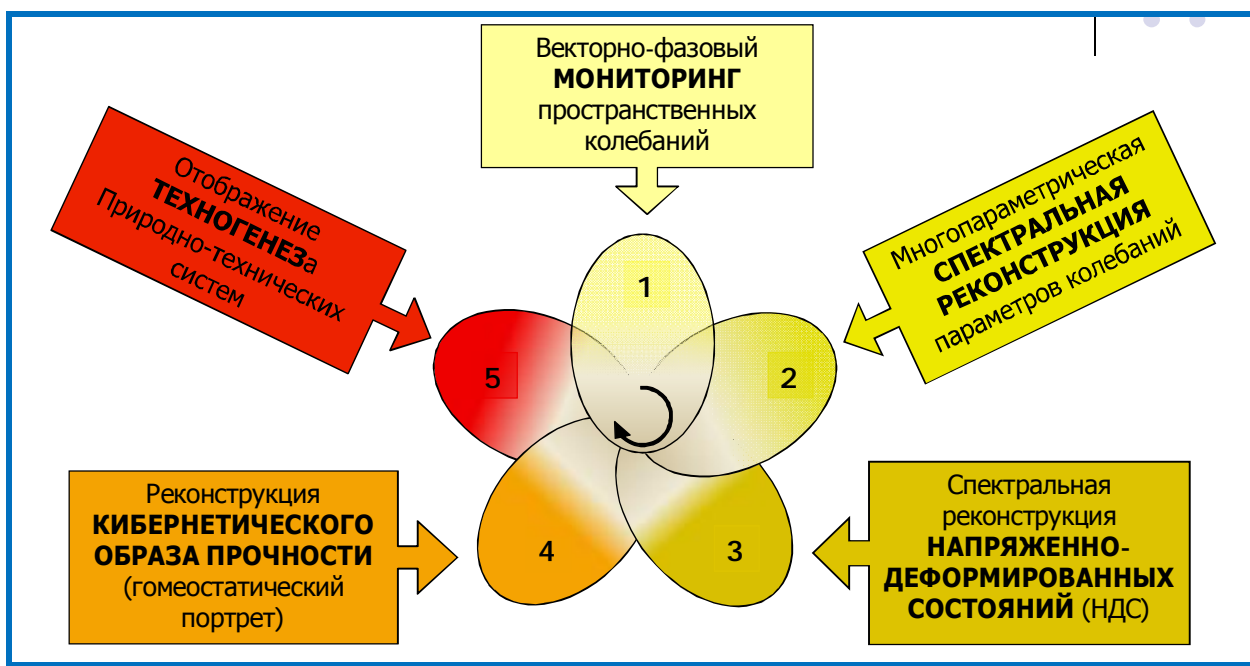 Векторно-фазовый
МОНИТОРИНГ
пространственных
колебаний
Отображение
ТЕХНОГЕНЕЗа
Природно-технических
систем
Многопараметрическая
СПЕКТРАЛЬНАЯ
РЕКОНСТРУКЦИЯ
параметров колебаний
1
5
2
4
3
Реконструкция
КИБЕРНЕТИЧЕСКОГО
ОБРАЗА ПРОЧНОСТИ
(гомеостатический
портрет)
Спектральная
реконструкция
НАПРЯЖЕННО-
ДЕФОРМИРОВАННЫХ
СОСТОЯНИЙ (НДС)